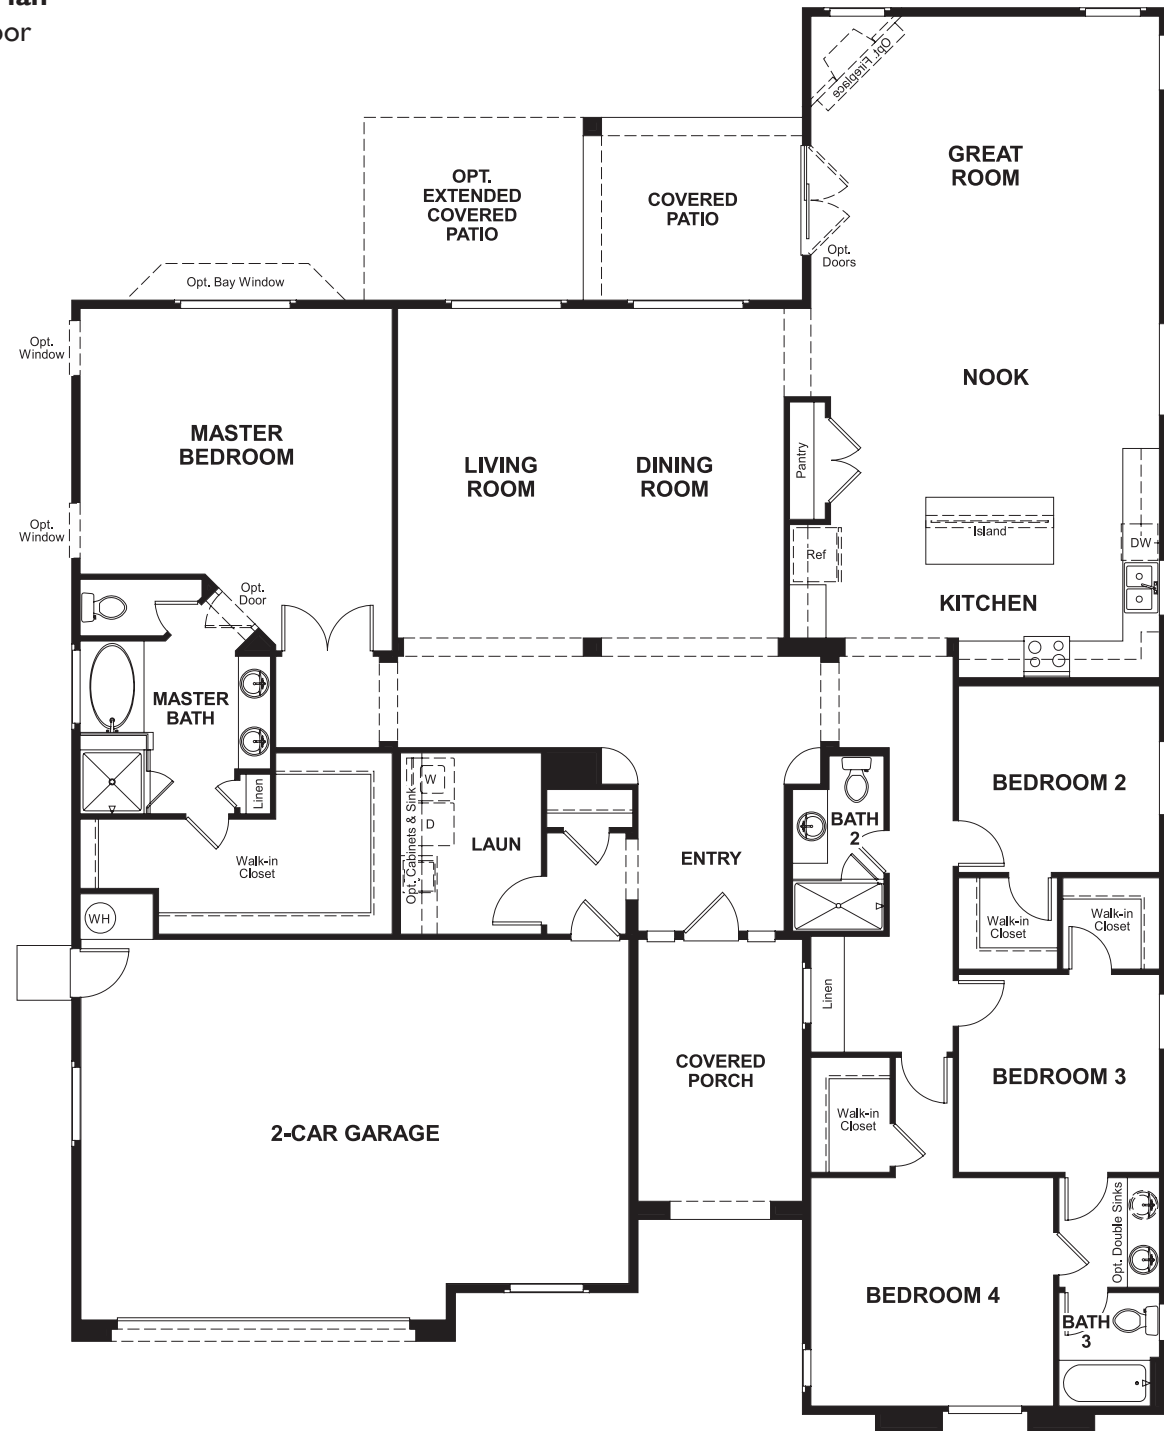 Opt. Fireplace
GREAT
ROOM
OPT.
EXTENDED
COVERED
PATIO
COVERED
PATIO
Opt.
Doors
Opt. Bay Window
Opt.
Window
NOOK
MASTER
BEDROOM
LIVING
ROOM
DINING
ROOM
Pantry
Opt.
Window
Island
DW
Ref
Opt.
Door
KITCHEN
MASTER
BATH
Linen
W
D
Opt. Cabinets & Sink
LAUN
ENTRY
BATH
2
BEDROOM 2
Walk-in
Closet
WH
Walk-in
Closet
Walk-in
Closet
Linen
COVERED
PORCH
BEDROOM 3
2-CAR GARAGE
Walk-in
Closet
Opt. Double Sinks
BEDROOM 4
BATH
3